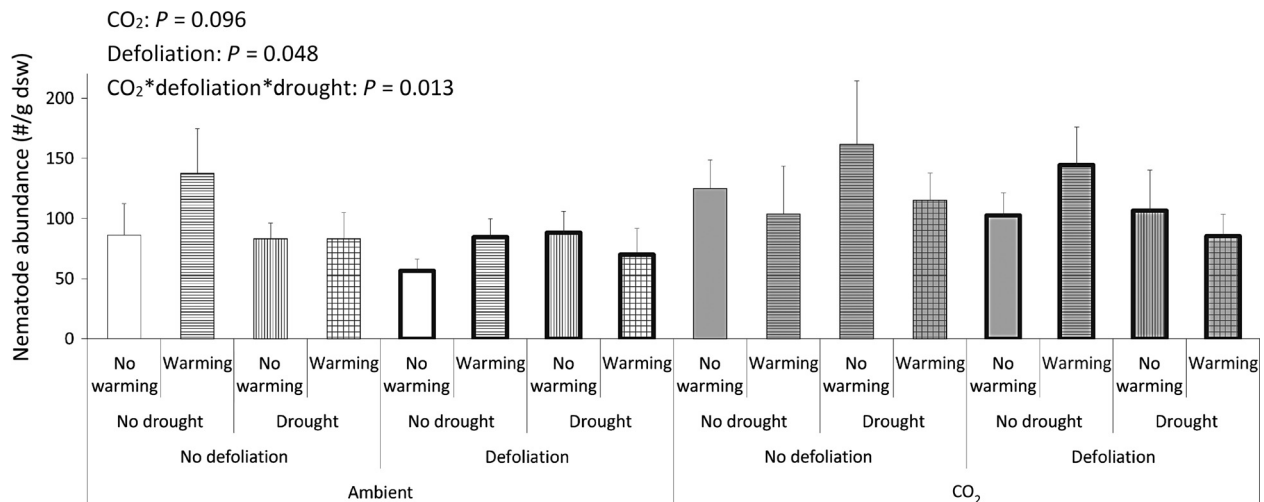 CO₂: P = 0.096
Defoliation: P = 0.048
CO₂*defoliation*drought: P = 0.013
Nematode abundance (#/g dsw)
200
150
100
50
0
No warming Warming No warming Warming No warming Warming No warming Warming No warming Warming No warming Warming No warming Warming No warming Warming
No drought Drought No drought Drought No drought Drought No drought Drought
No defoliation Defoliation No defoliation Defoliation
Ambient CO₂